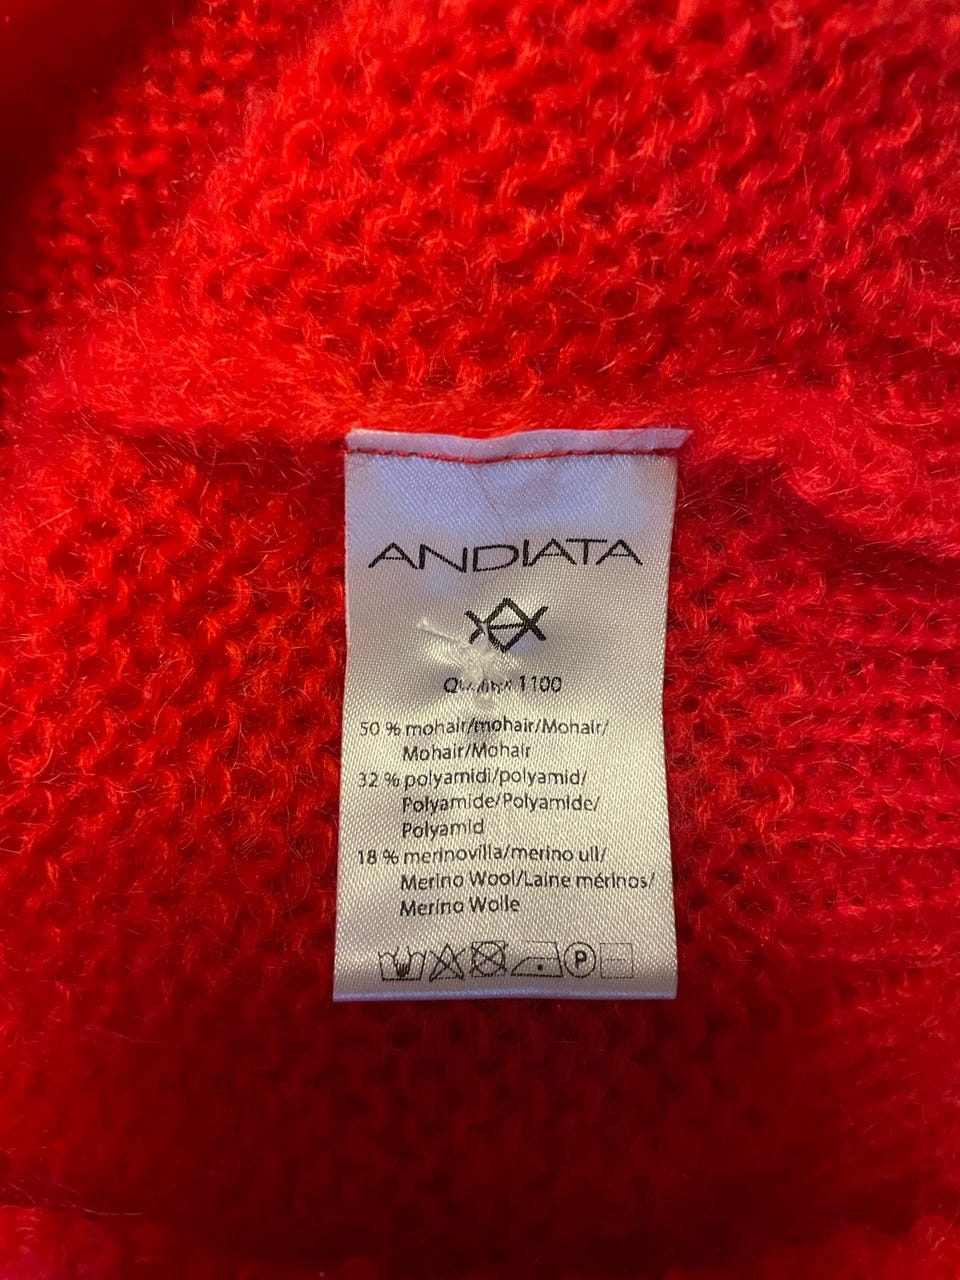 ANDIATA
1100
50 % mohair/mohair/Mohair/
Mohair/Mohair
32 % polyamidi/polyamid/
Polyamide/Polyamide/
Polyamid
18 % merinovilla/merino ull/
Merino Wool/Laine mérinos/
Merino Wolle
P